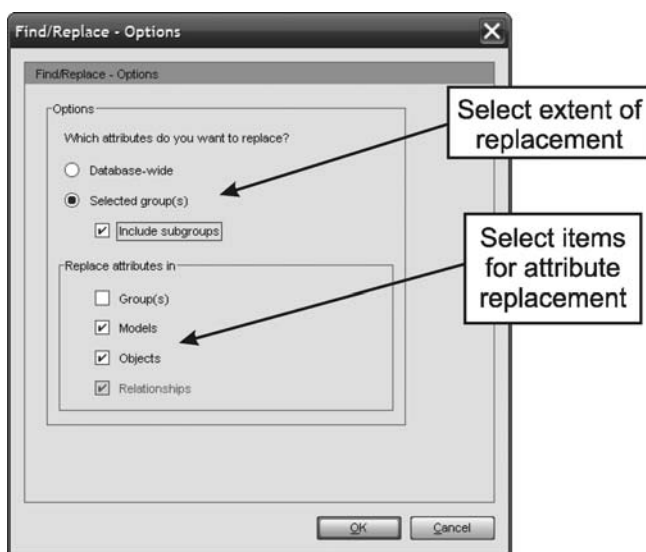 Find/Replace - Options
Find/Replace - Options
Options
Which attributes do you want to replace?
Database-wide
Selected group(s)
Include subgroups
Replace attributes in
Group(s)
Models
Objects
Relationships
OK
Cancel
Select extent of
replacement
Select items
for attribute
replacement